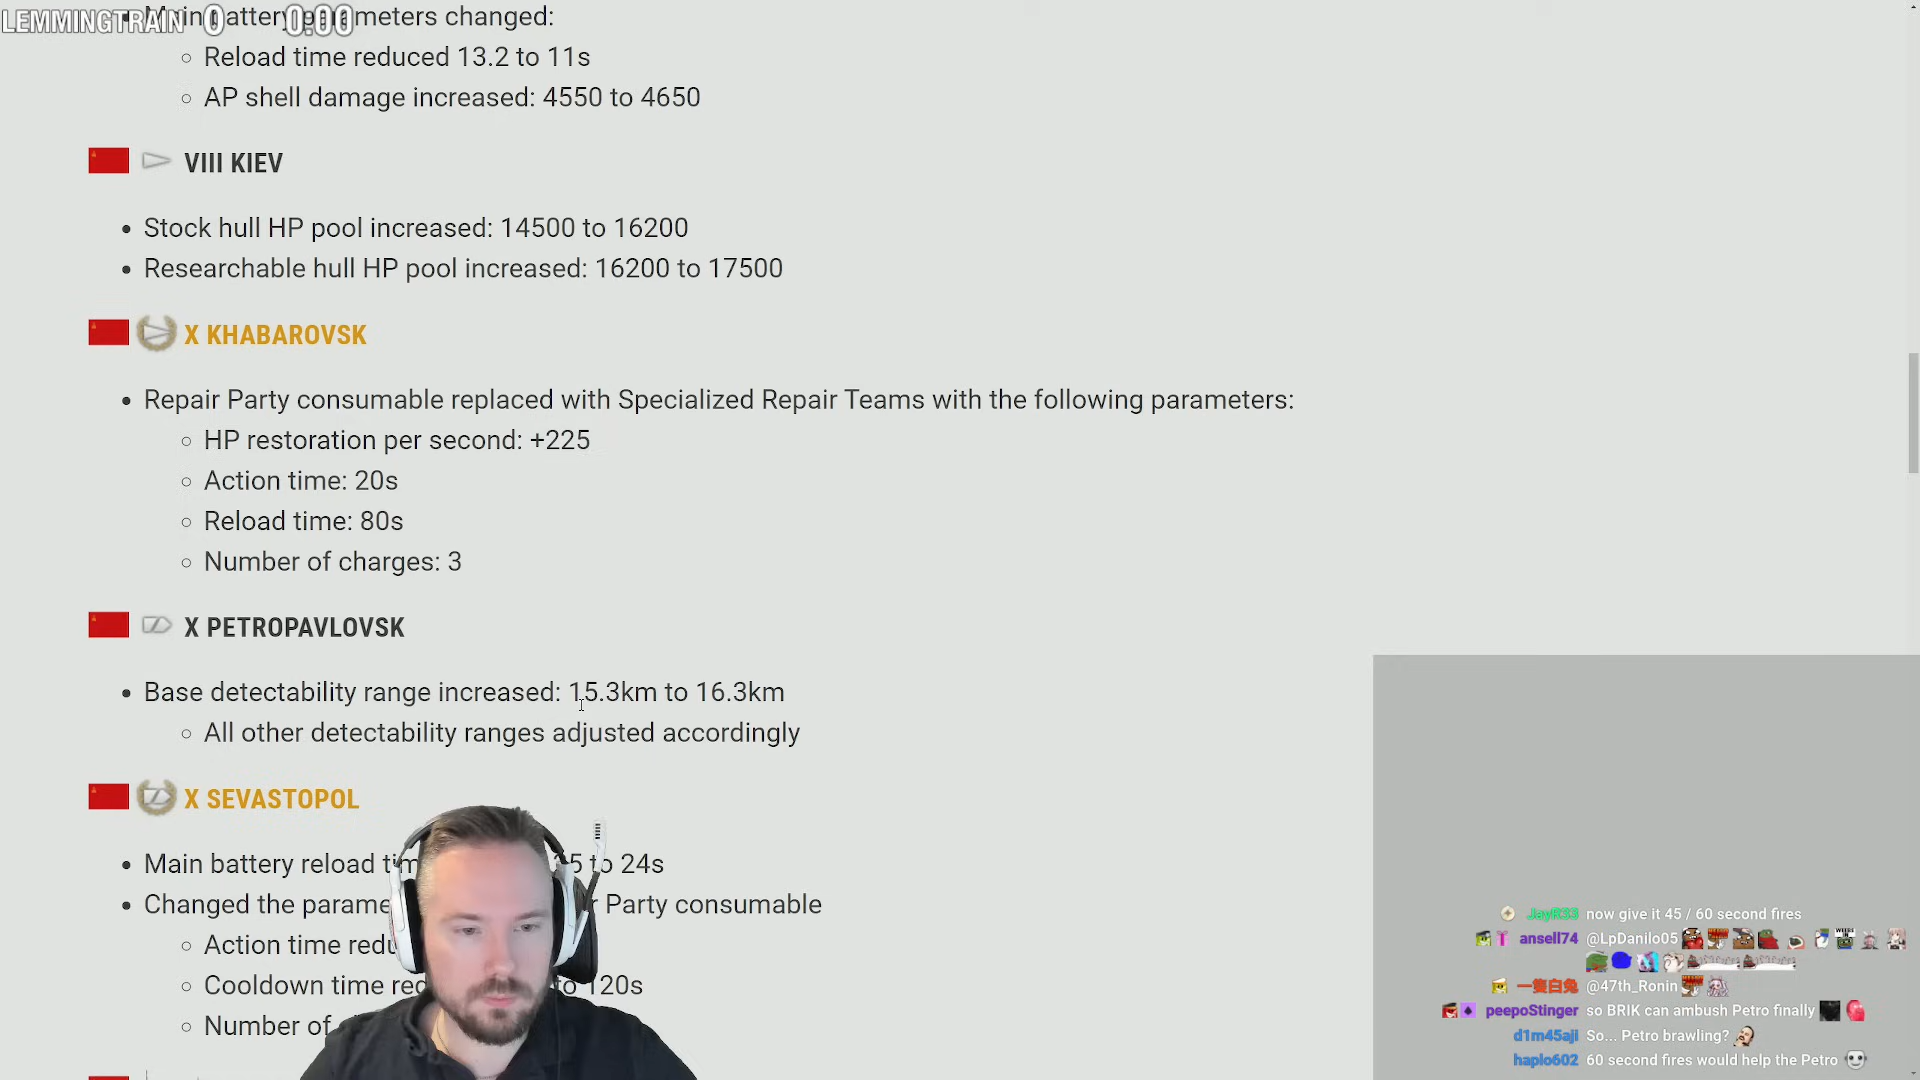 LEMMINGTRAIN 0 0:00
Main battery parameters changed:
Reload time reduced 13.2 to 11s
AP shell damage increased: 4550 to 4650
VIII KIEV
Stock hull HP pool increased: 14500 to 16200
Researchable hull HP pool increased: 16200 to 17500
X KHABAROVSK
Repair Party consumable replaced with Specialized Repair Teams with the following parameters:
HP restoration per second: +225
Action time: 20s
Reload time: 80s
Number of charges: 3
X PETROPAVLOVSK
Base detectability range increased: 15.3km to 16.3km
All other detectability ranges adjusted accordingly
X SEVASTOPOL
Main battery reload to 24s
Changed the Party consumable
Action time
Cooldown time to 120s
Number of
JayR33 now give it 45 / 60 second fires
ansell74 @LpDanilo05
一隻白兔 @47th_Ronin
peepoStinger so BRIK can ambush Petro finally
d1m45aji So... Petro brawling?
haplo602 60 second fires would help the Petro